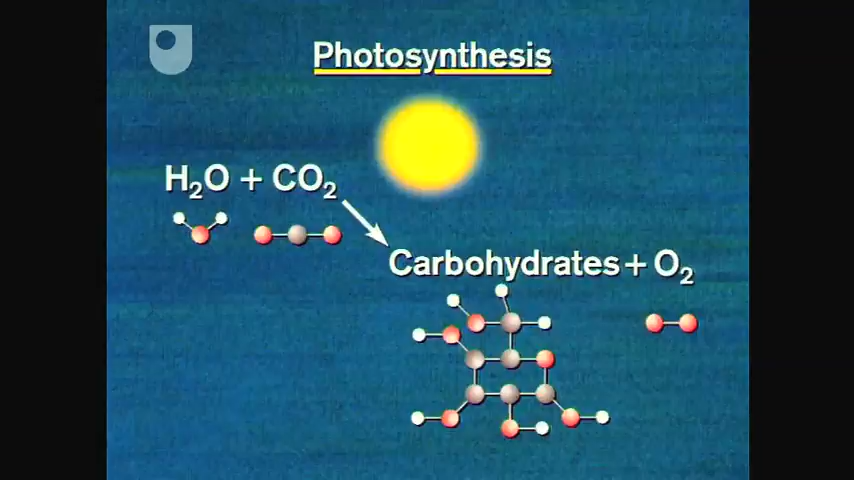 Photosynthesis
H₂O + CO₂
Carbohydrates + O₂